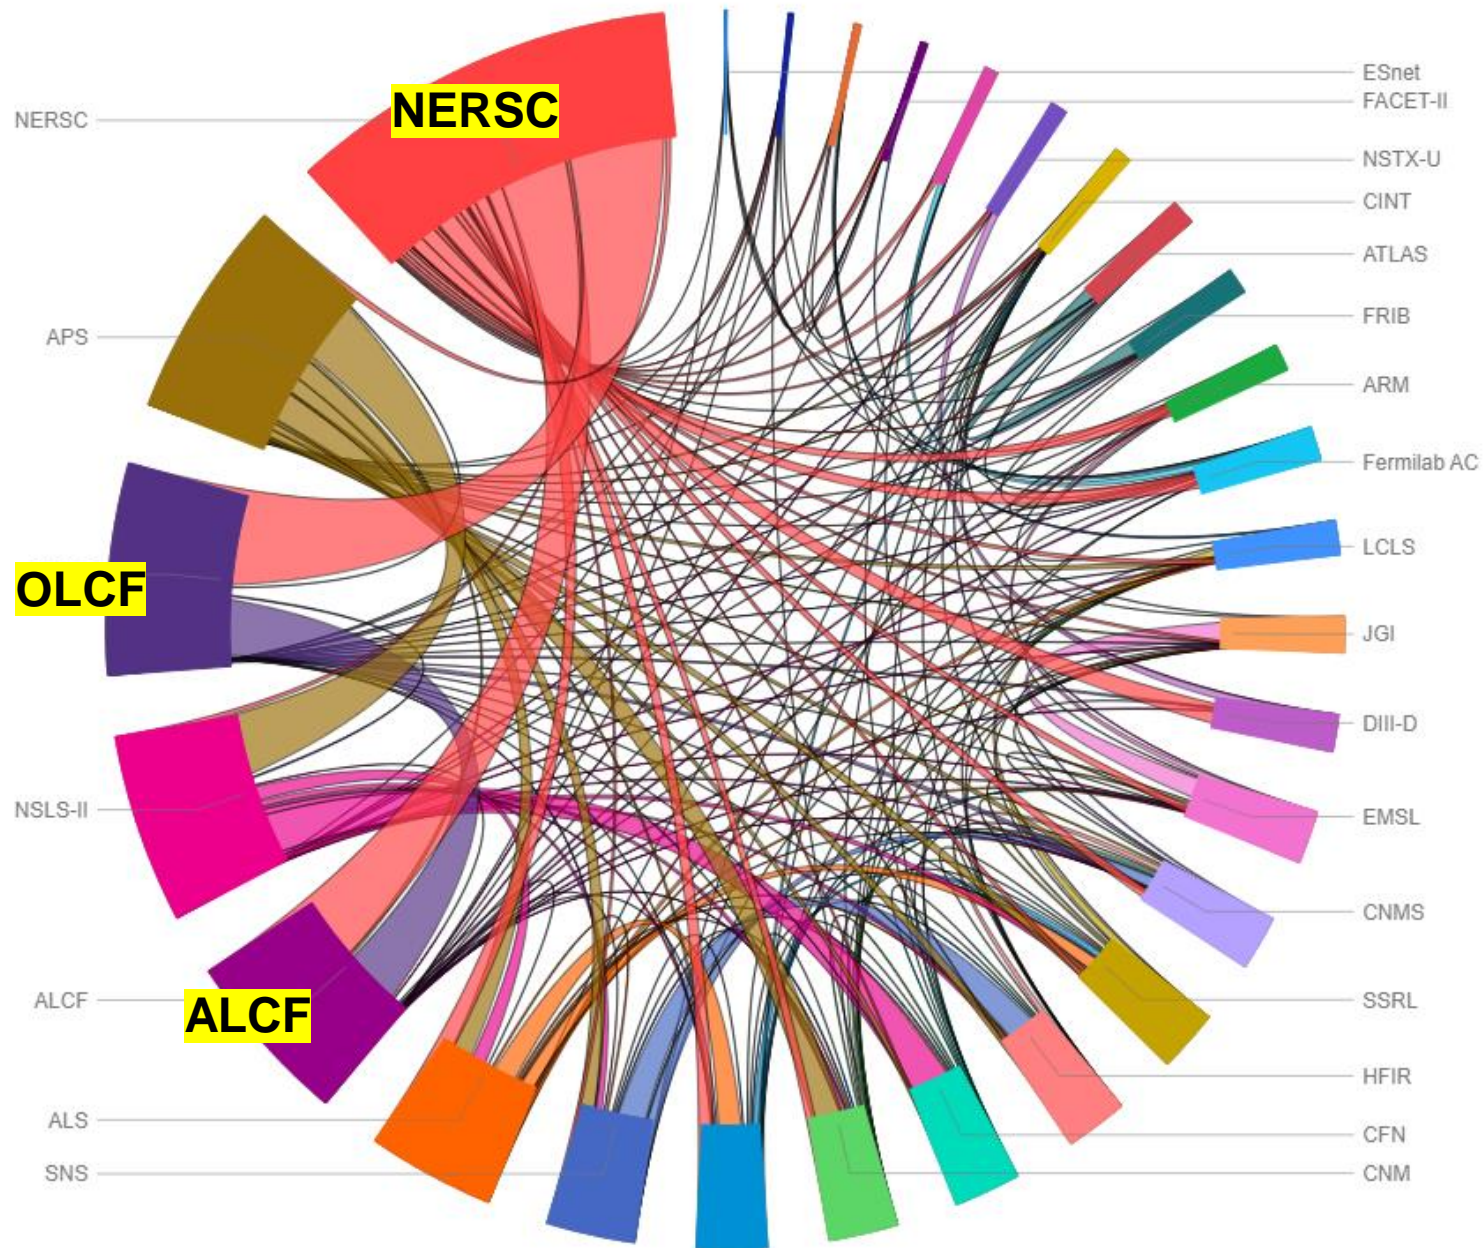 NERSC
NERSC
APS
OLCF
NSLS-II
ALCF
ALCF
ALS
SNS
ESnet
FACET-II
NSTX-U
CINT
ATLAS
FRIB
ARM
Fermilab AC
LCLS
JGI
DIII-D
EMSL
CNMS
SSRL
HFIR
CFN
CNM